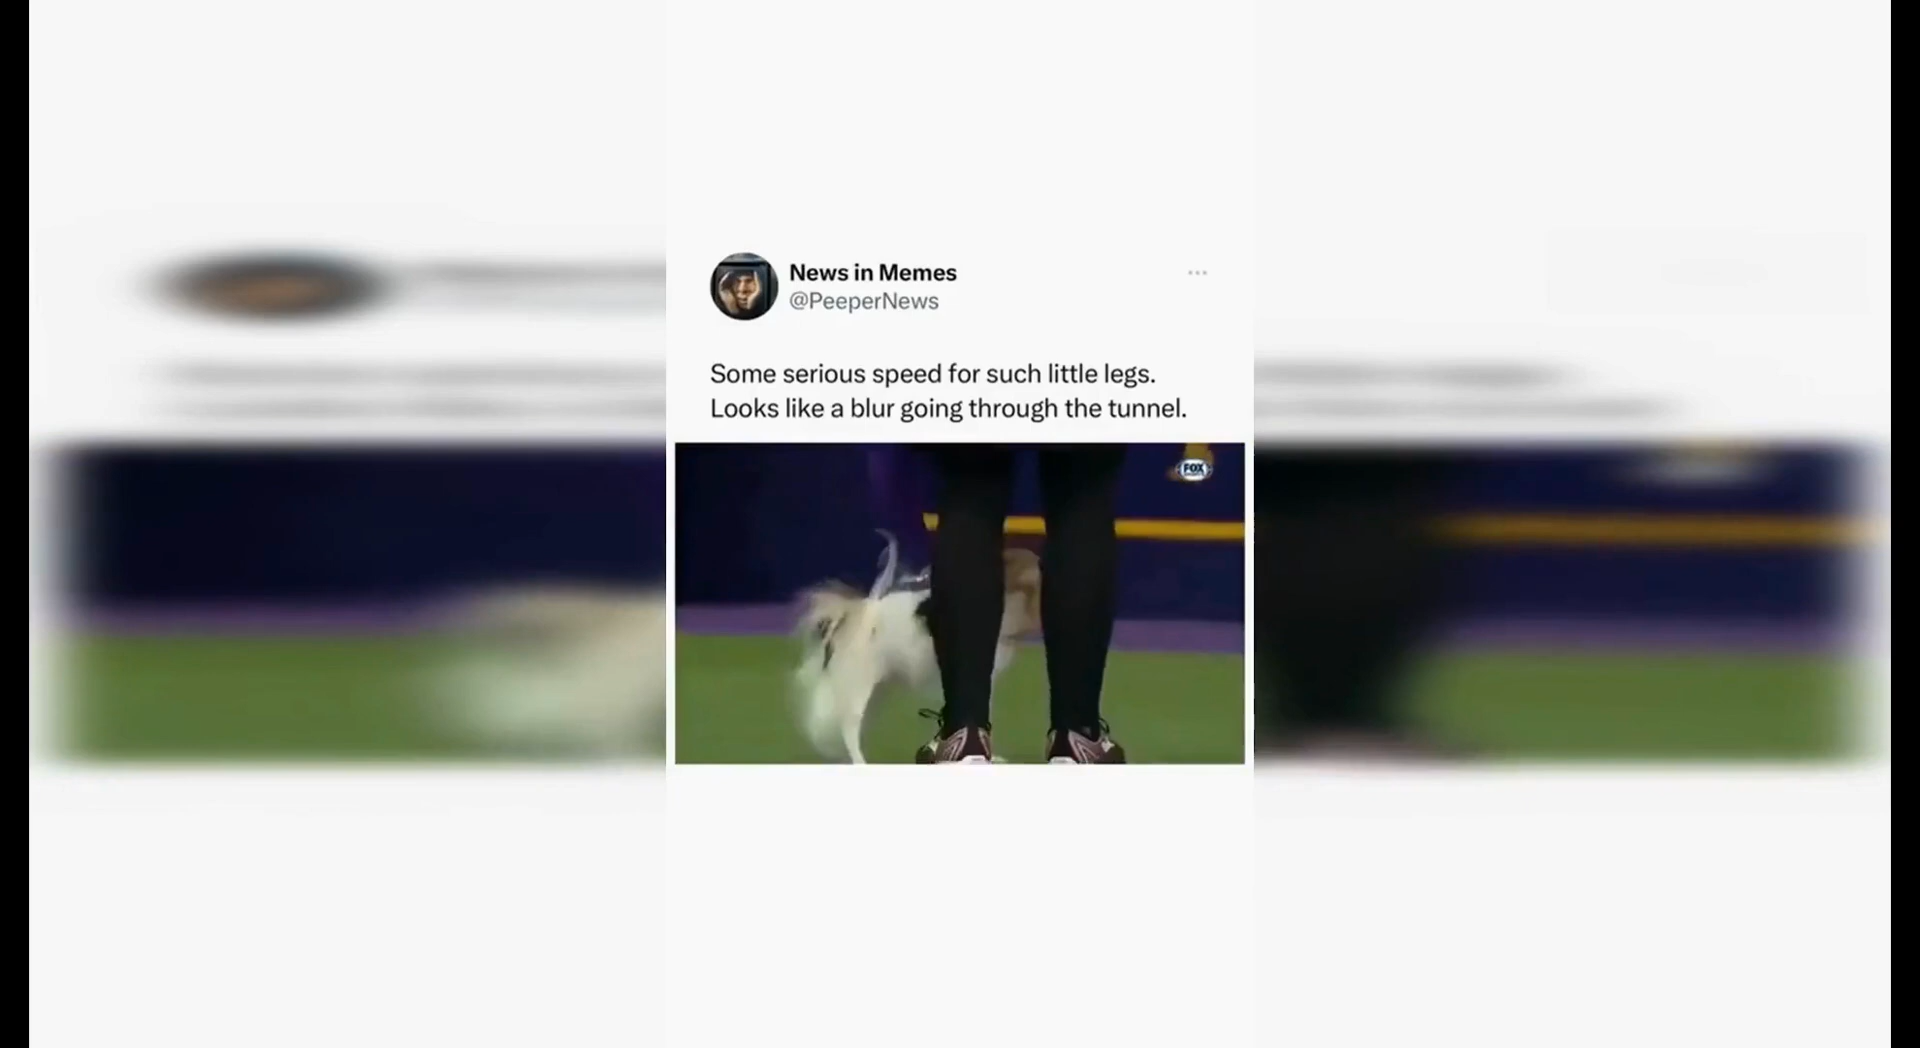 News in Memes
@PeeperNews
Some serious speed for such little legs.
Looks like a blur going through the tunnel.
FOX